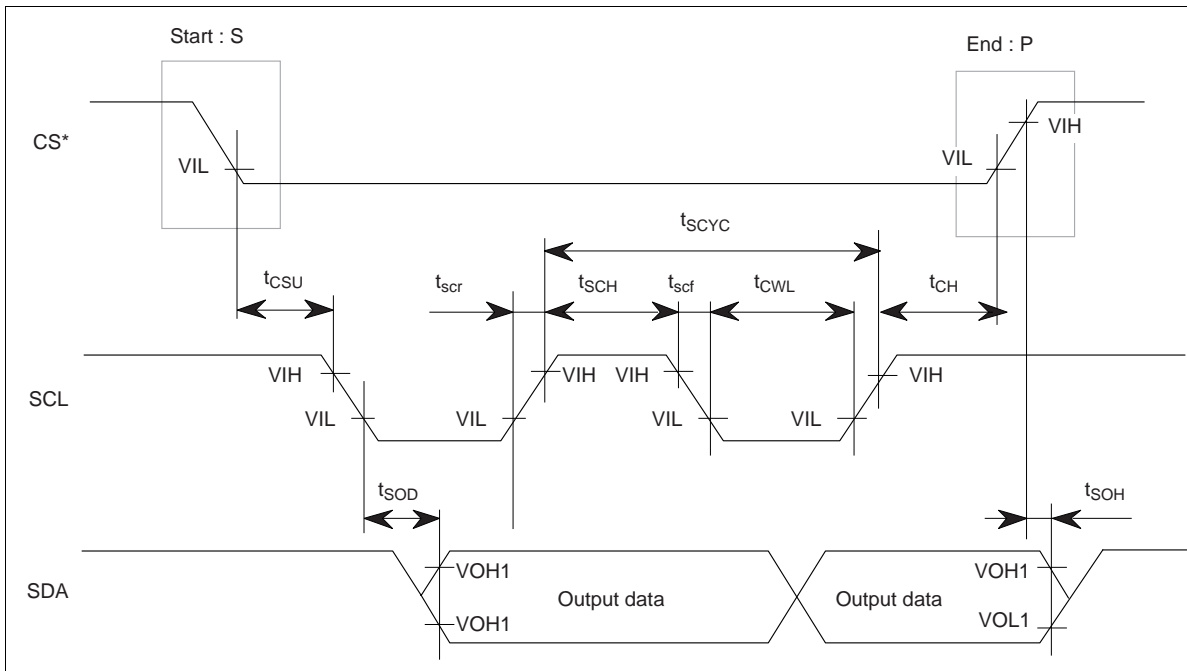 Start : S
End : P
CS*
VIL
VIL
VIH
tSCYC
tCSU
tscr
tSCH
tscf
tCWL
tCH
SCL
VIH
VIL
VIL
VIH
VIH
VIL
VIL
VIH
tSOD
tSOH
SDA
VOH1
VOH1
Output data
Output data
VOH1
VOL1